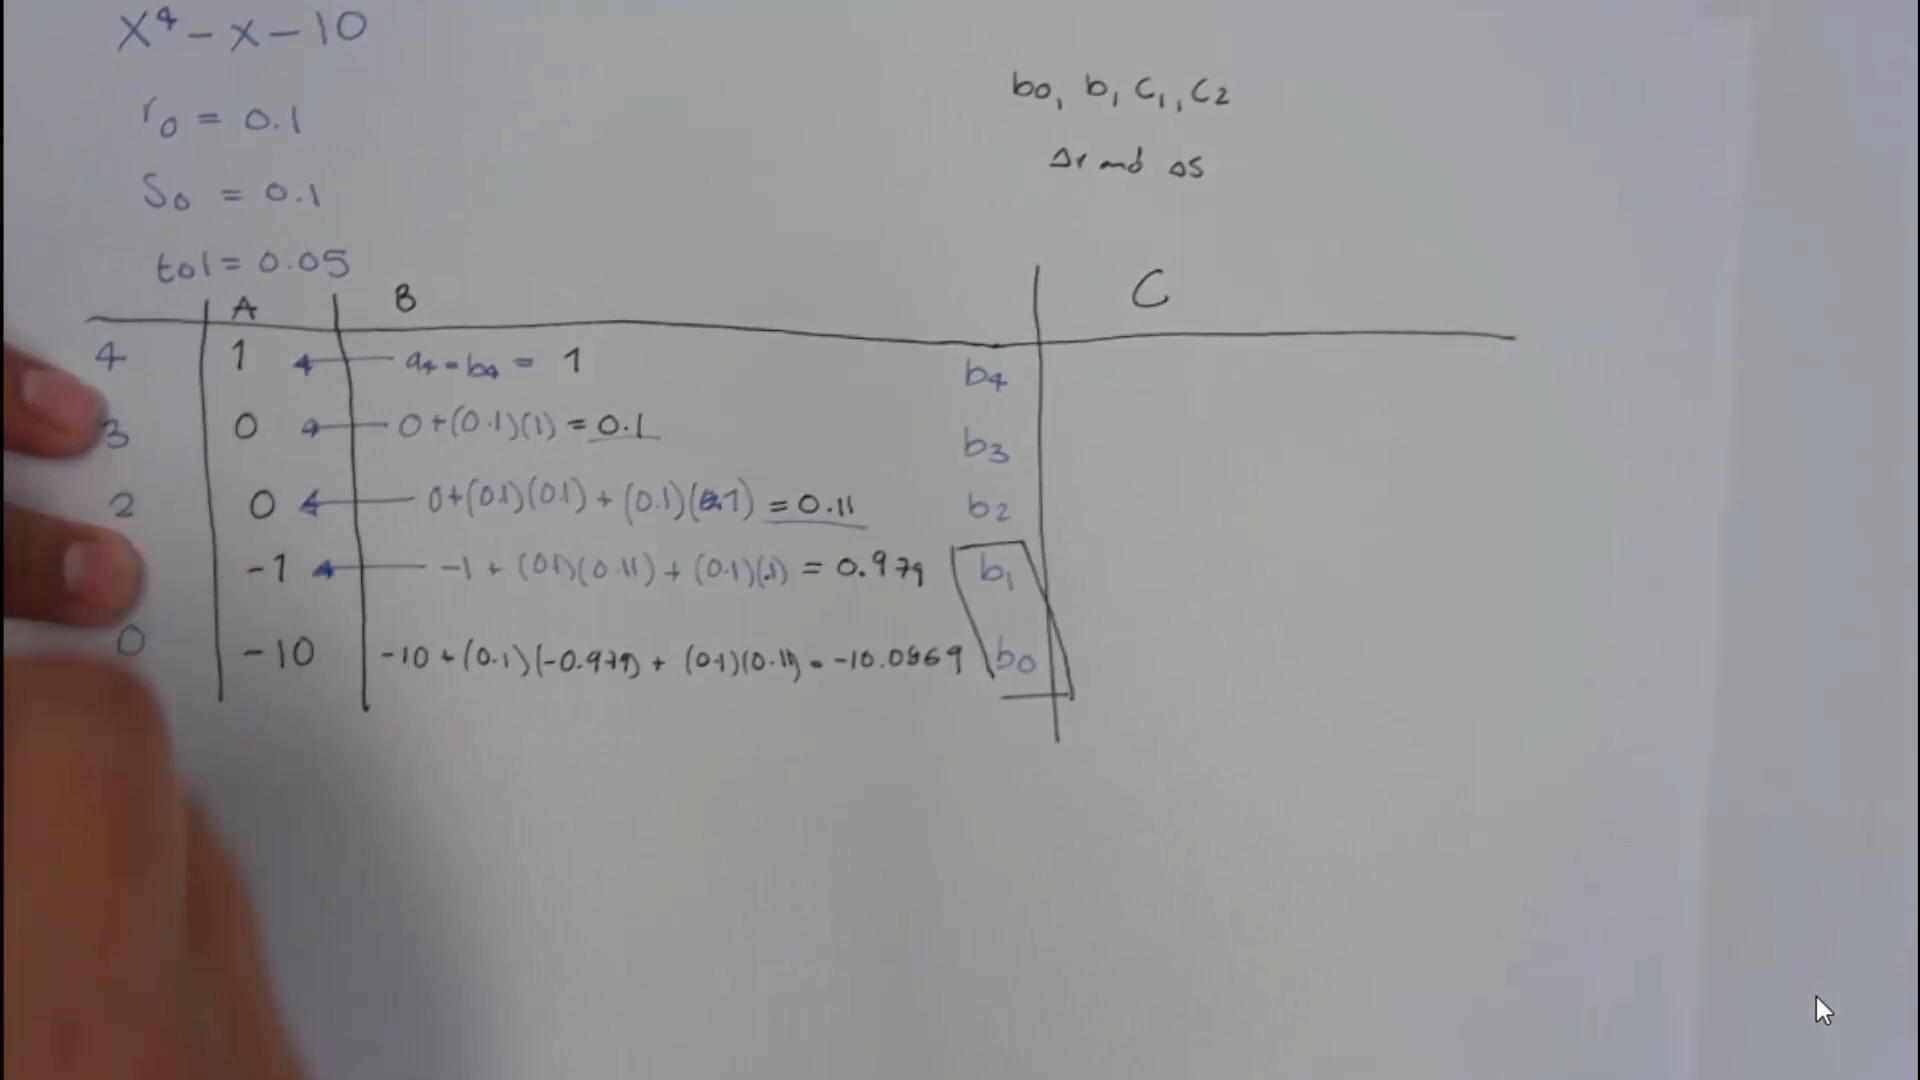 x⁴ - x - 10
r₀ = 0.1
b₀, b₁ C₁, C₂
Δr and ΔS
S₀ = 0.1
tol = 0.05
A B C
4 1 a₄ = b₄ = 1 b₄
3 0 0+(0.1)(1) = 0.1 b₃
2 0 0+(0.1)(0.1) + (0.1)(1) = 0.11 b₂
-1 -1 + (0.1)(0.11) + (0.1)(.1) = 0.979 b₁
0 -10 -10 + (0.1)(-0.979) + (0.1)(0.11) = -10.0869 b₀